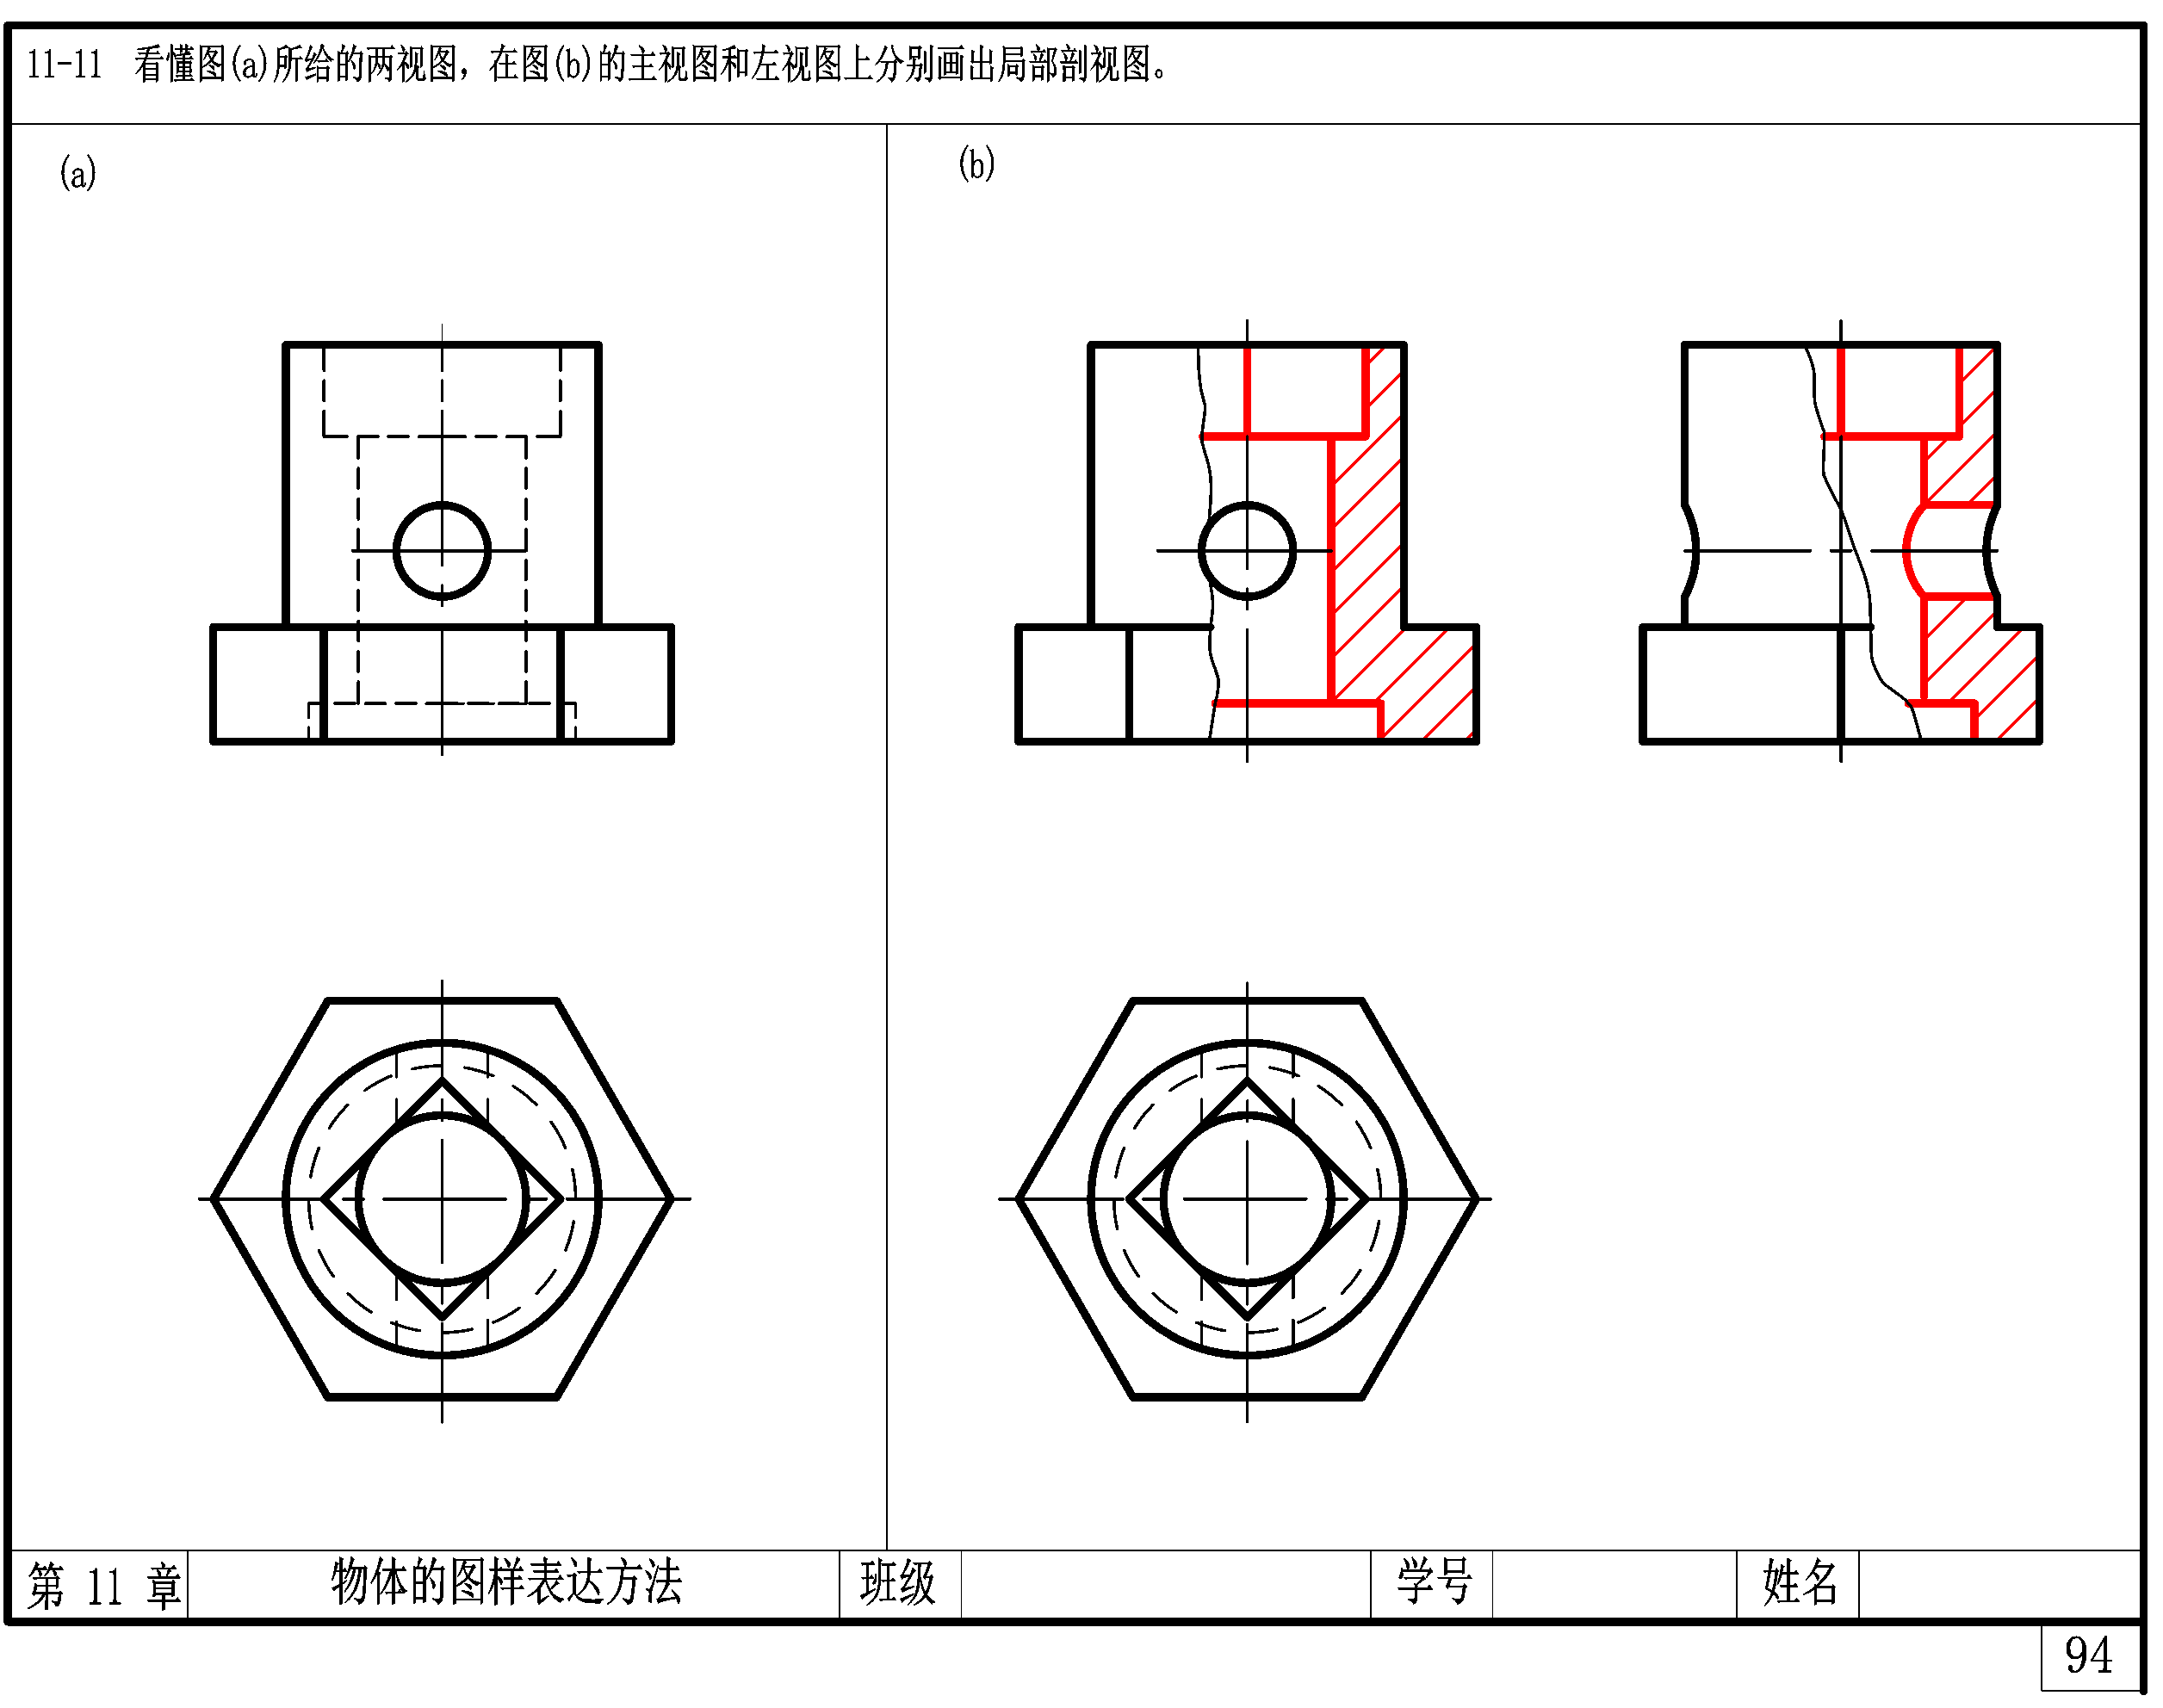 11-11 看懂图(a)所给的两视图，在图(b)的主视图和左视图上分别画出局部剖视图。
(a)
(b)
第 11 章 物体的图样表达方法 班级 学号 姓名
94